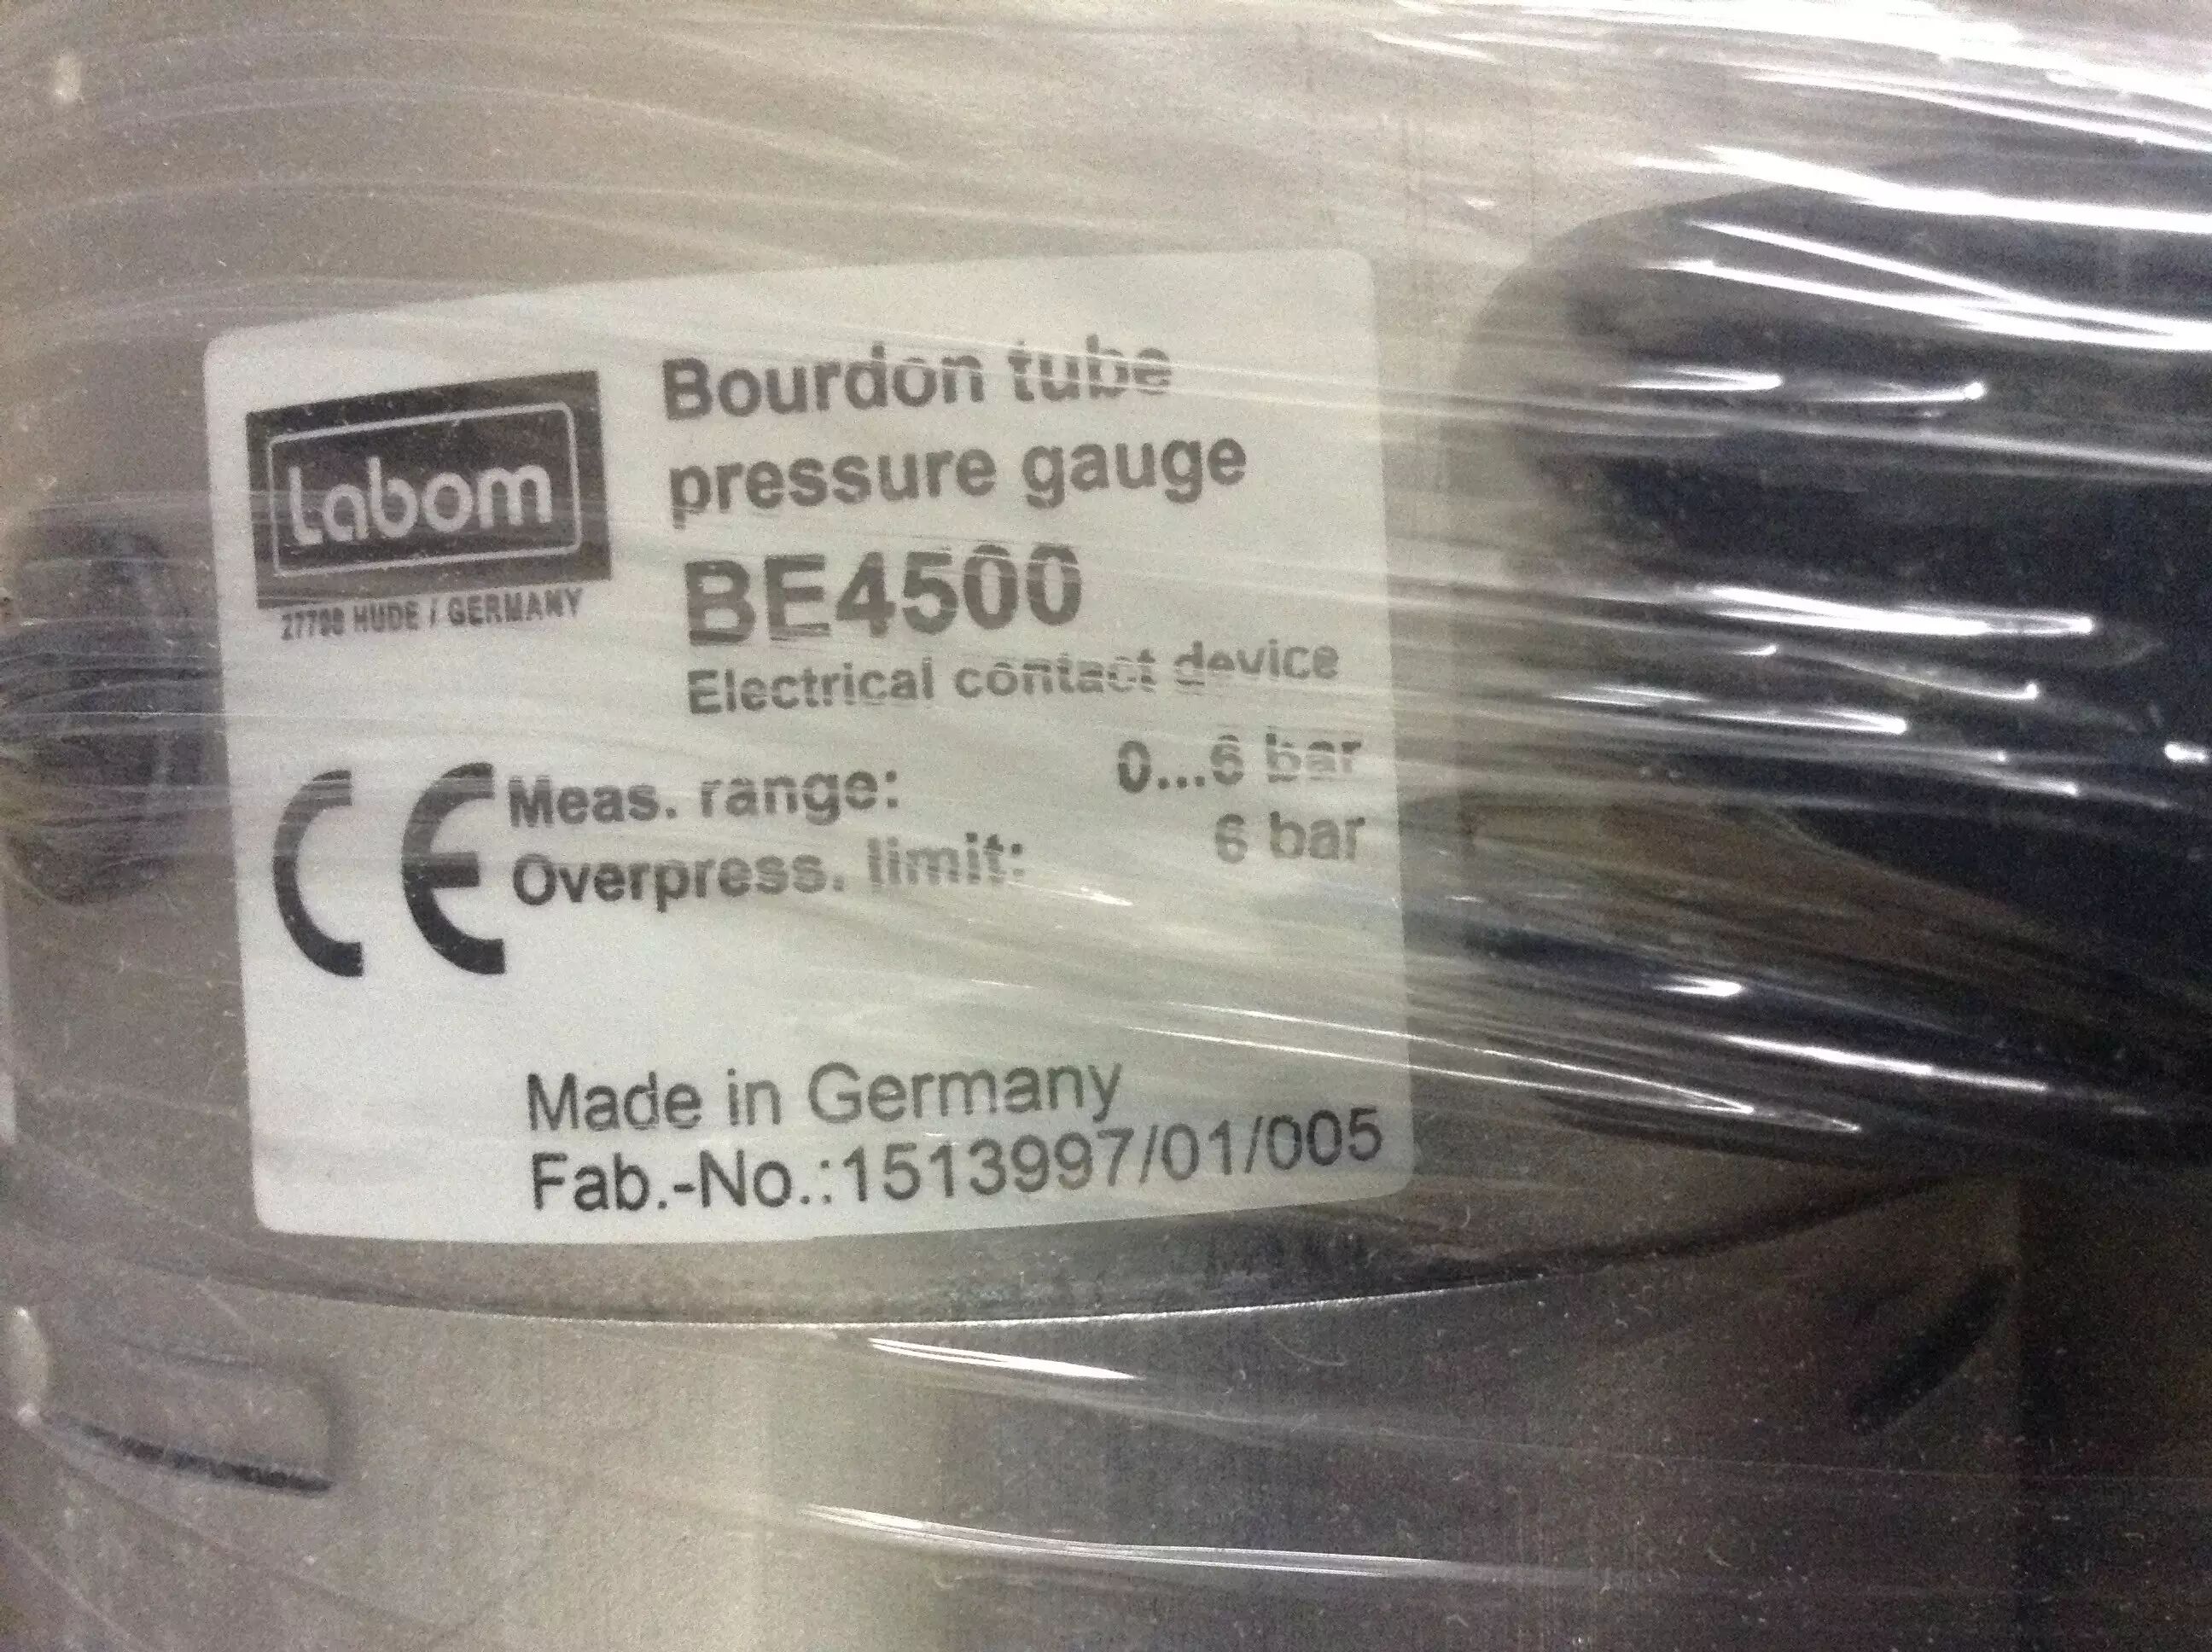 Labom
27798 HUDE / GERMANY
Bourdon tube
pressure gauge
BE4500
Electrical contact device
CE
Meas. range: 0...6 bar
Overpress. limit: 6 bar
Made in Germany
Fab.-No.:1513997/01/005